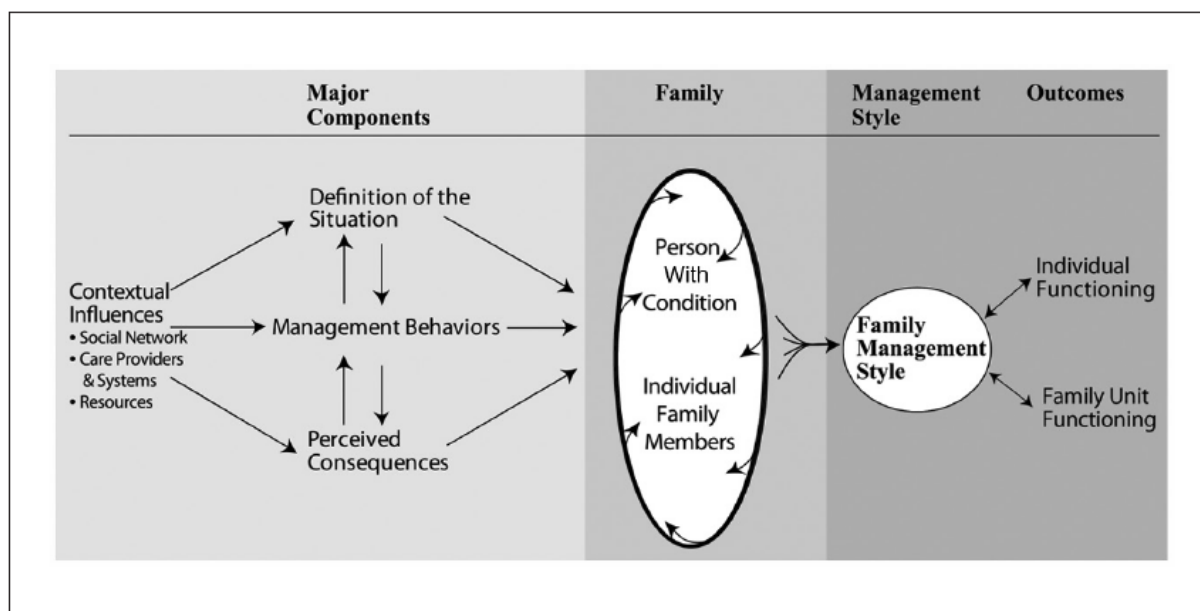 Major
Components
Family
Management
Style
Outcomes
Definition of the
Situation
Contextual
Influences
• Social Network
• Care Providers
& Systems
• Resources
Management Behaviors
Perceived
Consequences
Person
With
Condition
Individual
Family
Members
Family
Management
Style
Individual
Functioning
Family Unit
Functioning